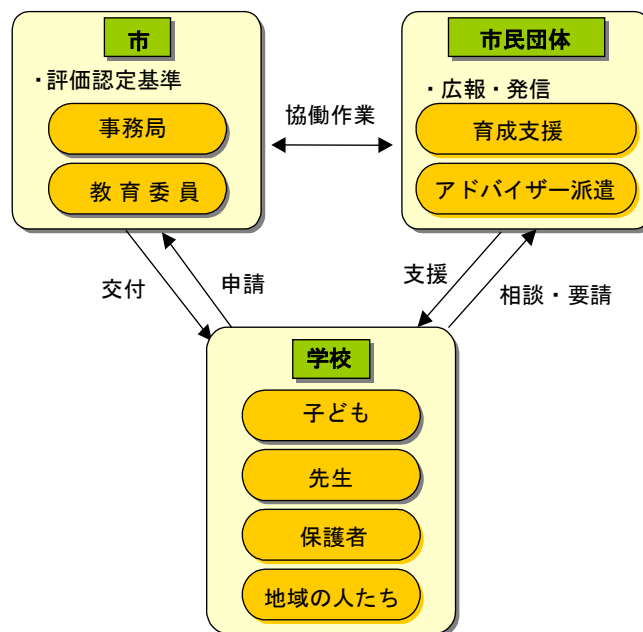 市
・評価認定基準
事務局
教育委員
市民団体
・広報・発信
育成支援
アドバイザー派遣
協働作業
交付
申請
支援
相談・要請
学校
子ども
先生
保護者
地域の人たち